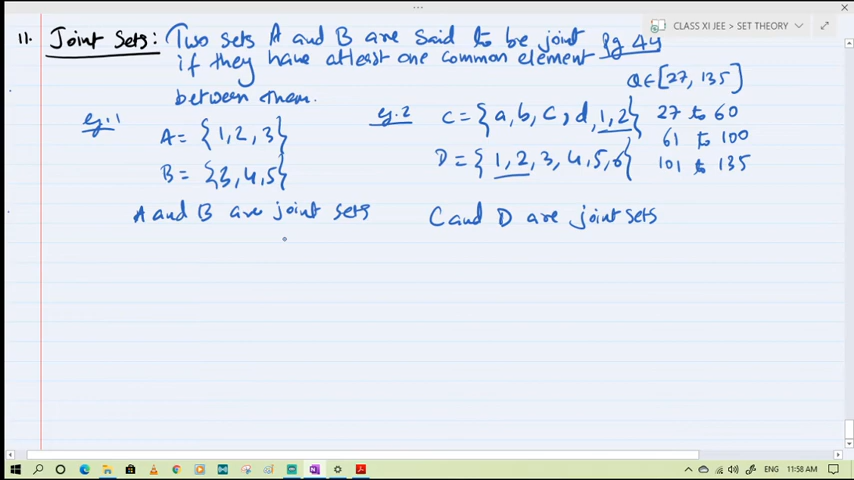 CLASS XI JEE > SET THEORY
11. Joint Sets: Two sets A and B are said to be joint
if they have atleast one common element Pg 44
between them.
Q∈[27, 135]
27 to 60
61 to 100
101 to 135
eg.1
A = {1, 2, 3}
B = {3, 4, 5}
A and B are joint sets
eg.2
C = {a, b, c, d, 1, 2}
D = {1, 2, 3, 4, 5, 6}
C and D are joint sets
ENG 11:58 AM